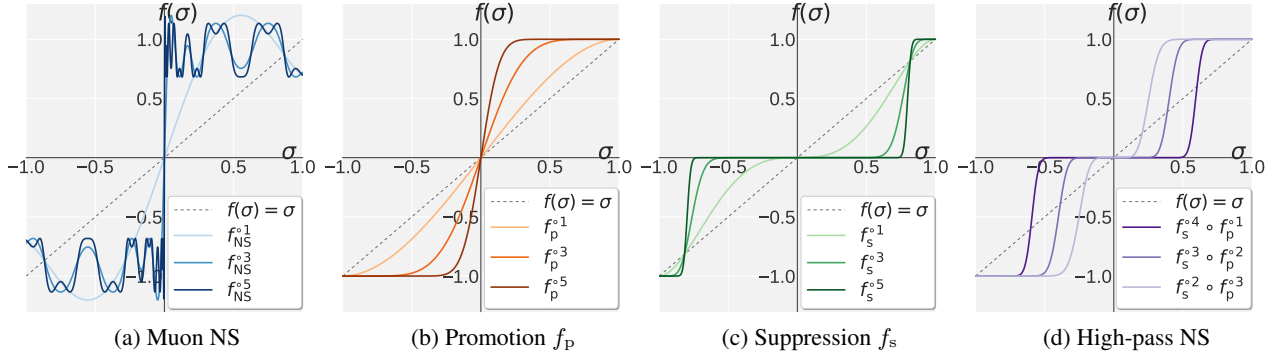 f(σ)
1.0
0.5
−1.0 −0.5 0.5 1.0
σ
−0.5
−1.0
f(σ) = σ
f_NS^∘1
f_NS^∘3
f_NS^∘5
(a) Muon NS
f(σ)
1.0
0.5
−1.0 −0.5 0.5 1.0
σ
−0.5
−1.0
f(σ) = σ
f_p^∘1
f_p^∘3
f_p^∘5
(b) Promotion f_p
f(σ)
1.0
0.5
−1.0 −0.5 0.5 1.0
σ
−0.5
−1.0
f(σ) = σ
f_s^∘1
f_s^∘3
f_s^∘5
(c) Suppression f_s
f(σ)
1.0
0.5
−1.0 −0.5 0.5 1.0
σ
−0.5
−1.0
f(σ) = σ
f_s^∘4 ∘ f_p^∘1
f_s^∘3 ∘ f_p^∘2
f_s^∘2 ∘ f_p^∘3
(d) High-pass NS